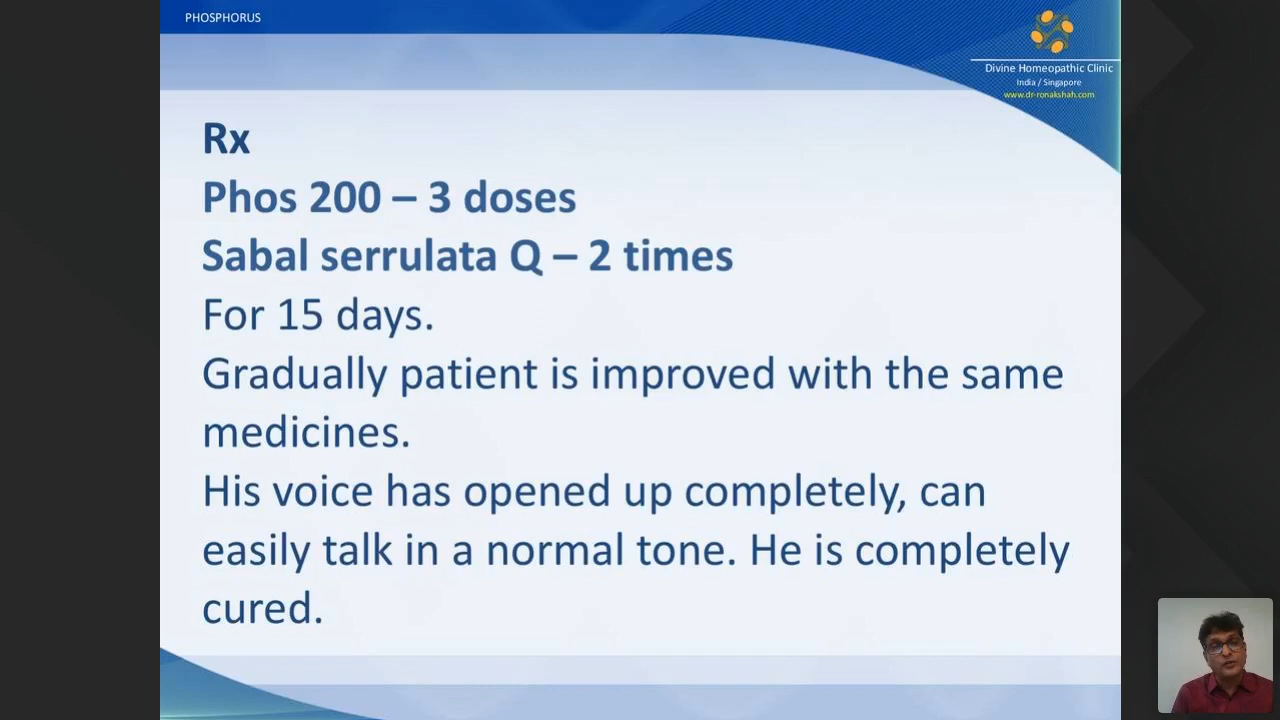 PHOSPHORUS
Divine Homeopathic Clinic
India / Singapore
www.dr-ronakshah.com
Rx
Phos 200 – 3 doses
Sabal serrulata Q – 2 times
For 15 days.
Gradually patient is improved with the same
medicines.
His voice has opened up completely, can
easily talk in a normal tone. He is completely
cured.